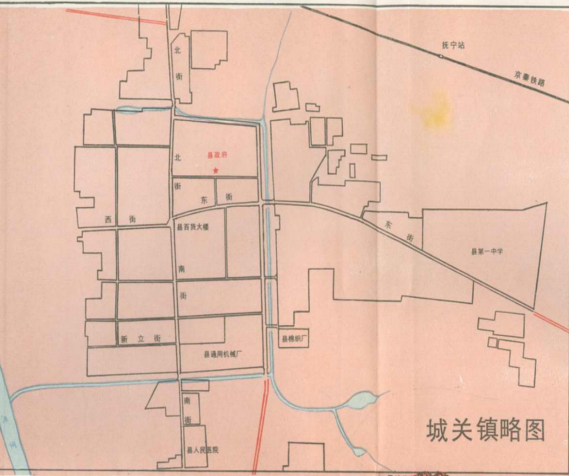 北街
抚宁站
京秦铁路
县政府
北街
东街
西街
东街
县百货大楼
县第一中学
南街
新立街
县棉织厂
县通用机械厂
南街
县人民医院
城关镇略图